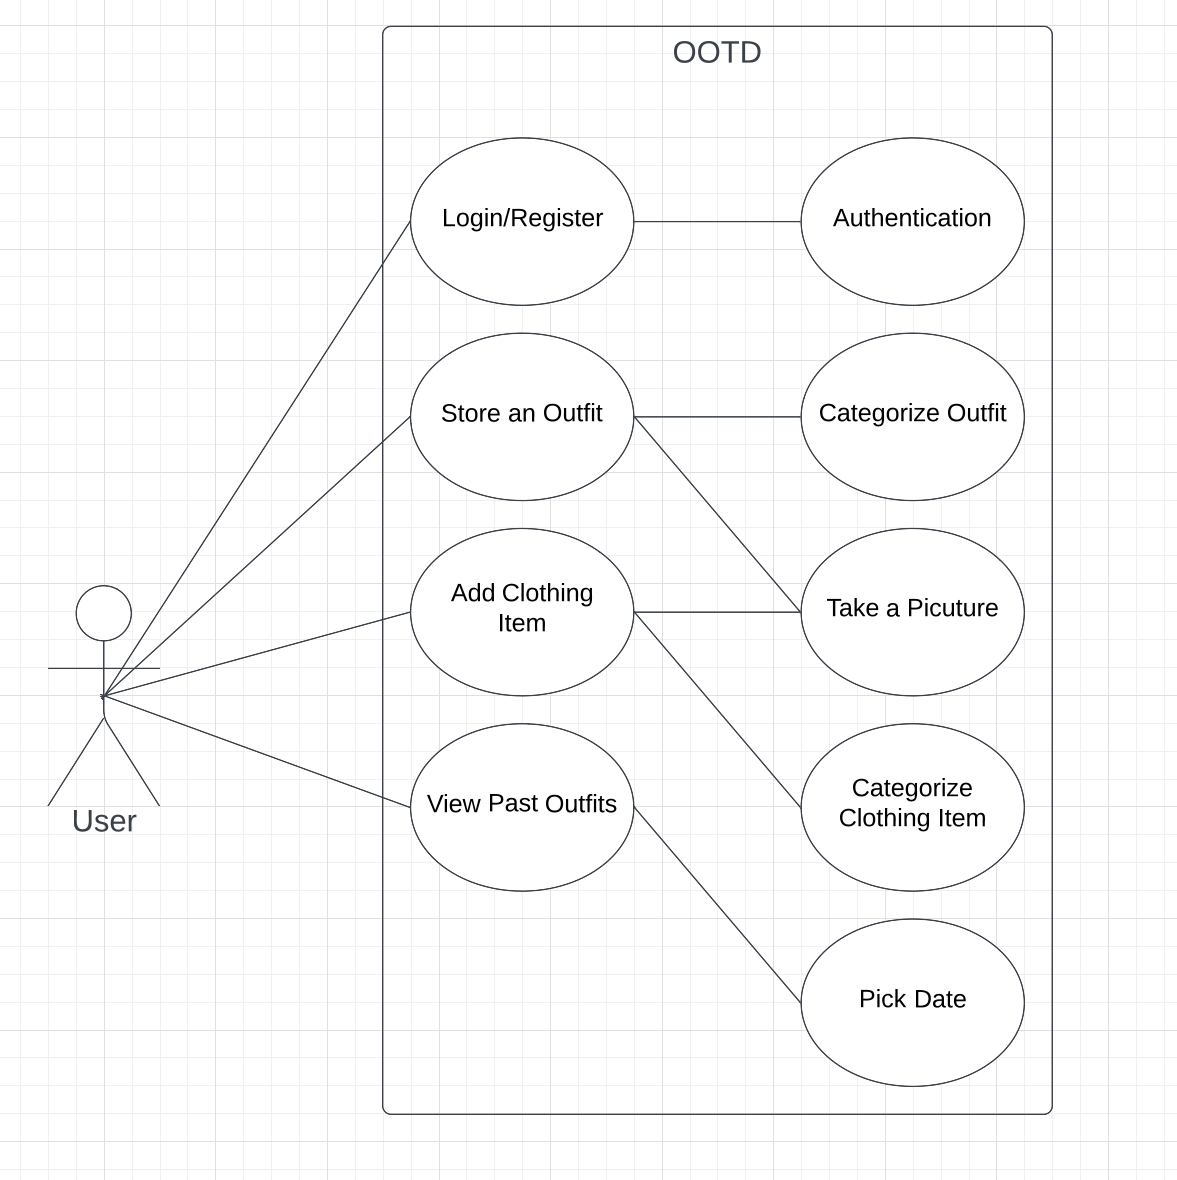 OOTD
Login/Register
Authentication
Store an Outfit
Categorize Outfit
Add Clothing
Item
Take a Picuture
View Past Outfits
Categorize
Clothing Item
Pick Date
User